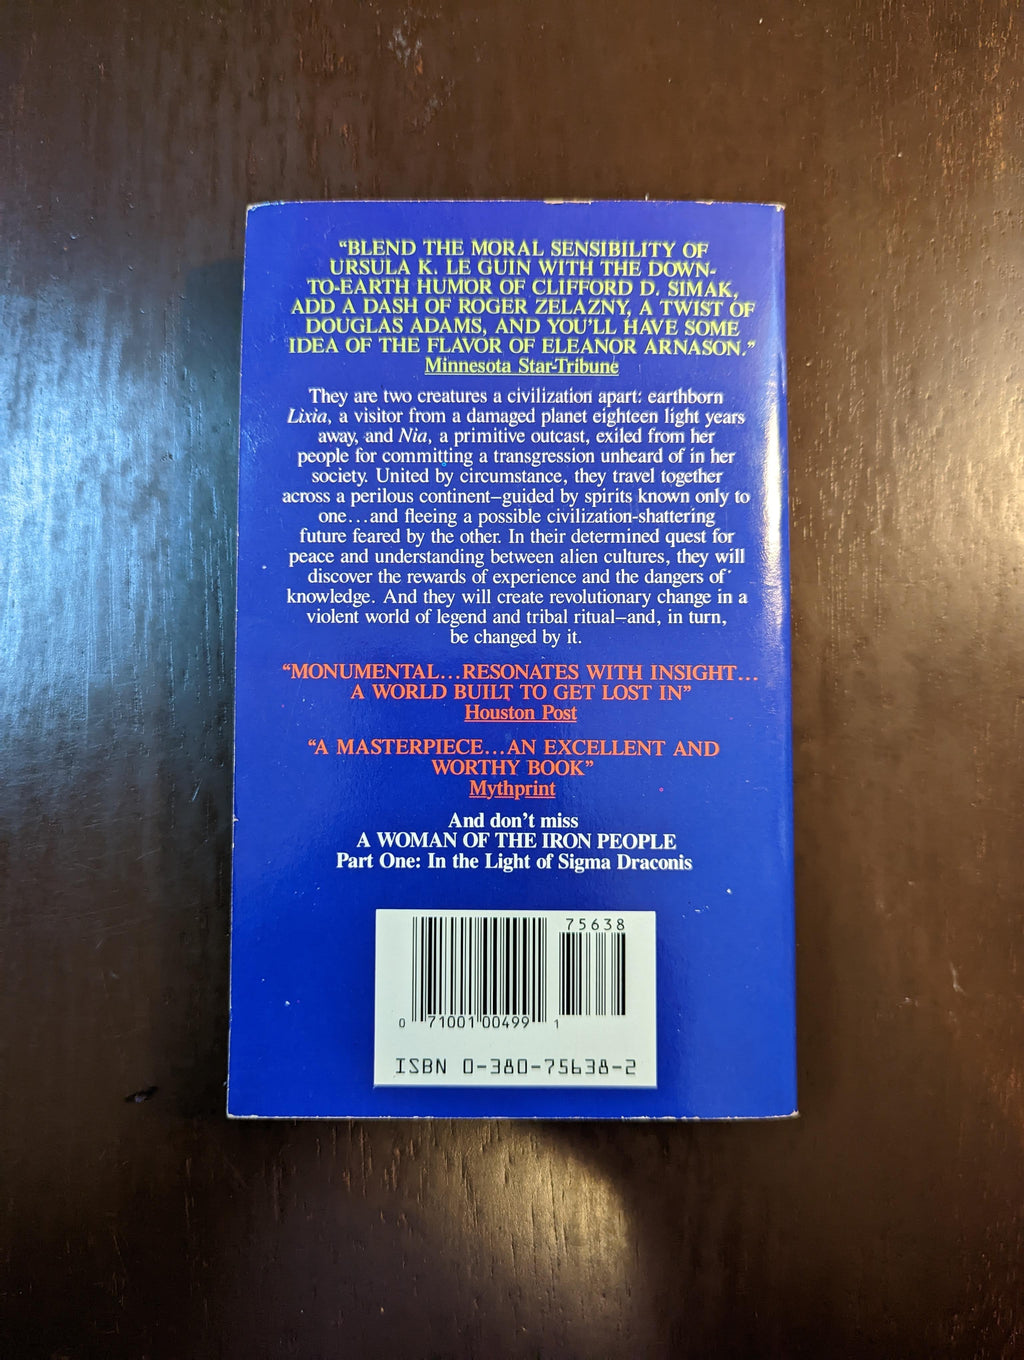 “BLEND THE MORAL SENSIBILITY OF
URSULA K. LE GUIN WITH THE DOWN-
TO-EARTH HUMOR OF CLIFFORD D. SIMAK,
ADD A DASH OF ROGER ZELAZNY, A TWIST OF
DOUGLAS ADAMS, AND YOU’LL HAVE SOME
IDEA OF THE FLAVOR OF ELEANOR ARNASON.”
Minnesota Star-Tribune
They are two creatures a civilization apart: earthborn
Lixia, a visitor from a damaged planet eighteen light years
away, and Nia, a primitive outcast, exiled from her
people for committing a transgression unheard of in her
society. United by circumstance, they travel together
across a perilous continent—guided by spirits known only to
one...and fleeing a possible civilization-shattering
future feared by the other. In their determined quest for
peace and understanding between alien cultures, they will
discover the rewards of experience and the dangers of
knowledge. And they will create revolutionary change in a
violent world of legend and tribal ritual—and, in turn,
be changed by it.
“MONUMENTAL...RESONATES WITH INSIGHT...
A WORLD BUILT TO GET LOST IN”
Houston Post
“A MASTERPIECE...AN EXCELLENT AND
WORTHY BOOK”
Mythprint
And don’t miss
A WOMAN OF THE IRON PEOPLE
Part One: In the Light of Sigma Draconis
75638
0 71001 00499 1
ISBN 0-380-75638-2